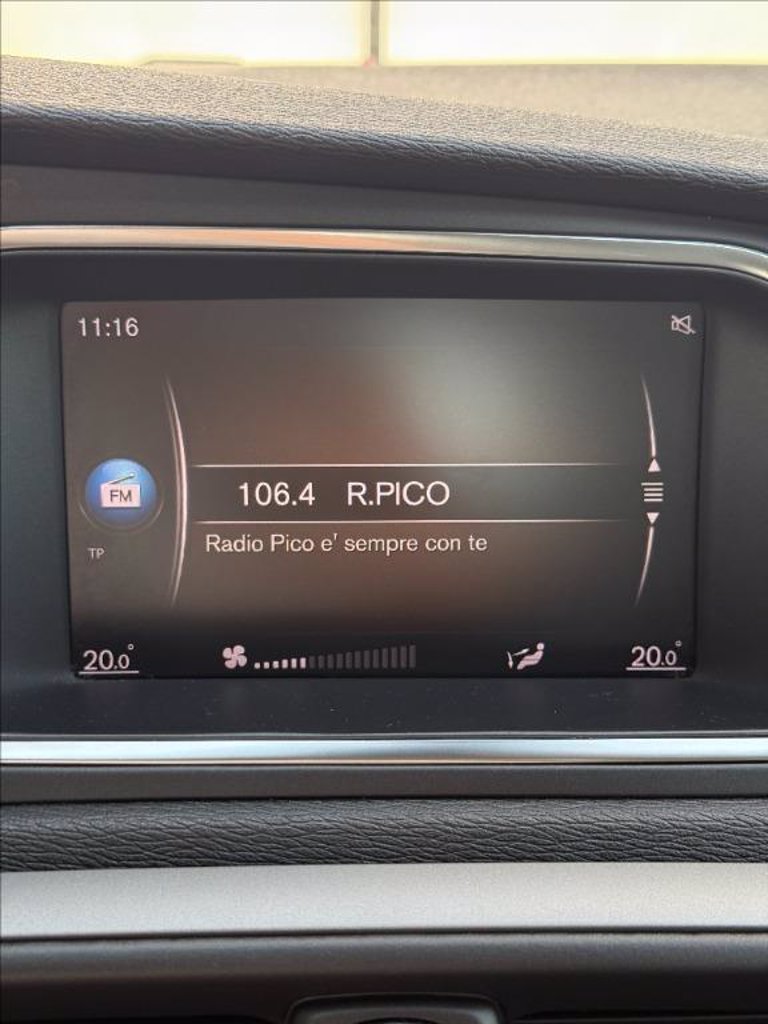 11:16
FM
106.4 R.PICO
Radio Pico e' sempre con te
TP
20.0°
20.0°